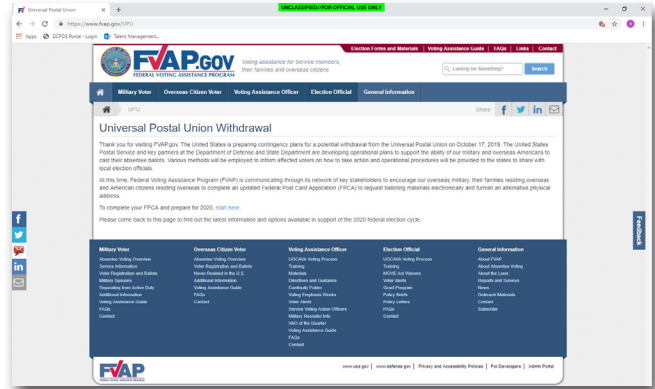 UNCLASSIFIED//FOR OFFICIAL USE ONLY
Universal Postal Union
https://www.fvap.gov/UPU
Apps DCPDS Portal - Login Talent Management...
Election Forms and Materials | Voting Assistance Guide | FAQs | Links | Contact
FVAP.GOV
FEDERAL VOTING ASSISTANCE PROGRAM
Voting assistance for Service members,
their families and overseas citizens
Looking for Something? Search
Military Voter Overseas Citizen Voter Voting Assistance Officer Election Official General Information
UPU Share
Universal Postal Union Withdrawal
Thank you for visiting FVAP.gov. The United States is preparing contingency plans for a potential withdrawal from the Universal Postal Union on October 17, 2019. The United States
Postal Service and key partners at the Department of Defense and State Department are developing operational plans to support the ability of our military and overseas Americans to
cast their absentee ballots. Various methods will be employed to inform affected voters on how to take action and operational procedures will be provided to the states to share with
local election officials.
At this time, Federal Voting Assistance Program (FVAP) is communicating through its network of key stakeholders to encourage our overseas military, their families residing overseas
and American citizens residing overseas to complete an updated Federal Post Card Application (FPCA) to request balloting materials electronically and furnish an alternative physical
address.
To complete your FPCA and prepare for 2020, start here.
Please come back to this page to find out the latest information and options available in support of the 2020 federal election cycle.
Feedback
Military Voter
Absentee Voting Overview
Service Information
Voter Registration and Ballots
Military Spouses
Separating from Active Duty
Additional Information
Voting Assistance Guide
FAQs
Contact
Overseas Citizen Voter
Absentee Voting Overview
Voter Registration and Ballots
Never Resided in the U.S.
Additional Information
Voting Assistance Guide
FAQs
Contact
Voting Assistance Officer
UOCAVA Voting Process
Training
Materials
Directives and Guidance
Continuity Folder
Voting Emphasis Weeks
Voter Alerts
Service Voting Action Officers
Military Recruiter Info
VAO of the Quarter
Voting Assistance Guide
FAQs
Contact
Election Official
UOCAVA Voting Process
Training
MOVE Act Waivers
Voter Alerts
Grant Program
Policy Briefs
Policy Letters
FAQs
Contact
General Information
About FVAP
About Absentee Voting
About the Laws
Reports and Surveys
News
Outreach Materials
Contact
Subscribe
FVAP
www.usa.gov | www.defense.gov | Privacy and Accessibility Policies | For Developers | Admin Portal